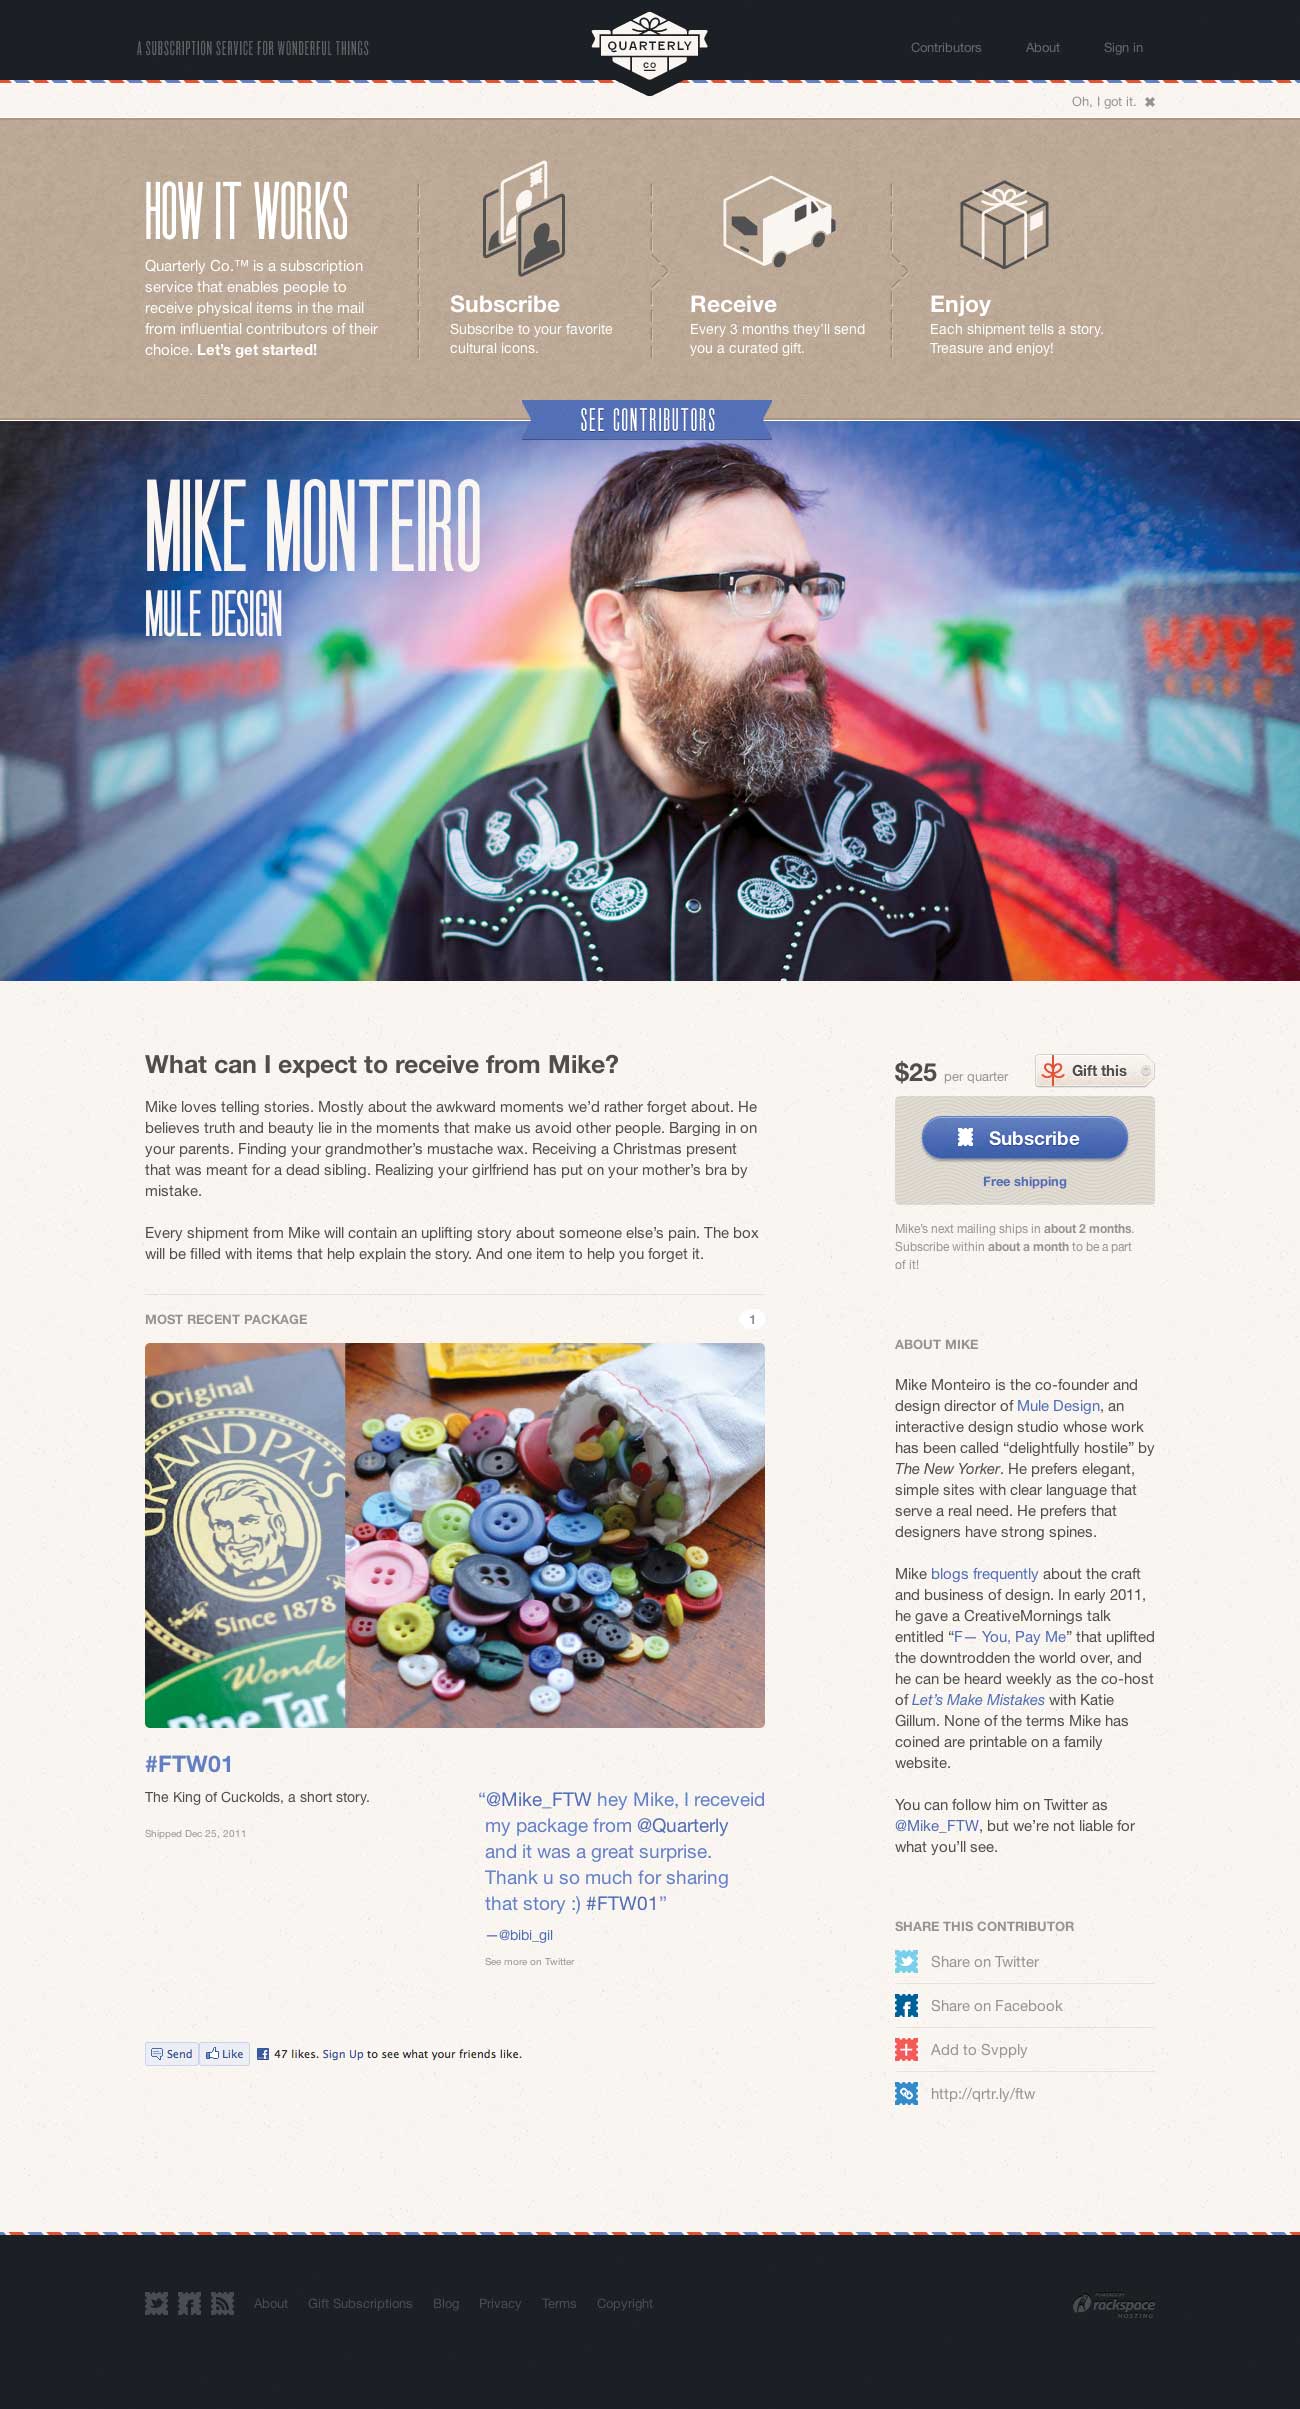 A SUBSCRIPTION SERVICE FOR WONDERFUL THINGS
QUARTERLY
CO
Contributors
About
Sign in
Oh, I got it. ✖
HOW IT WORKS
Quarterly Co.™ is a subscription
service that enables people to
receive physical items in the mail
from influential contributors of their
choice. Let's get started!
Subscribe
Subscribe to your favorite
cultural icons.
Receive
Every 3 months they'll send
you a curated gift.
Enjoy
Each shipment tells a story.
Treasure and enjoy!
SEE CONTRIBUTORS
MIKE MONTEIRO
MULE DESIGN
HOPE
What can I expect to receive from Mike?
Mike loves telling stories. Mostly about the awkward moments we'd rather forget about. He
believes truth and beauty lie in the moments that make us avoid other people. Barging in on
your parents. Finding your grandmother's mustache wax. Receiving a Christmas present
that was meant for a dead sibling. Realizing your girlfriend has put on your mother's bra by
mistake.
Every shipment from Mike will contain an uplifting story about someone else's pain. The box
will be filled with items that help explain the story. And one item to help you forget it.
MOST RECENT PACKAGE
1
Original
GRANDPA'S
Since 1878
Pine Tar
#FTW01
The King of Cuckolds, a short story.
Shipped Dec 25, 2011
“@Mike_FTW hey Mike, I receveid
my package from @Quarterly
and it was a great surprise.
Thank u so much for sharing
that story :) #FTW01”
—@bibi_gil
See more on Twitter
Send
Like
47 likes. Sign Up to see what your friends like.
$25 per quarter
Gift this
Subscribe
Free shipping
Mike's next mailing ships in about 2 months.
Subscribe within about a month to be a part
of it!
ABOUT MIKE
Mike Monteiro is the co-founder and
design director of Mule Design, an
interactive design studio whose work
has been called “delightfully hostile” by
The New Yorker. He prefers elegant,
simple sites with clear language that
serve a real need. He prefers that
designers have strong spines.
Mike blogs frequently about the craft
and business of design. In early 2011,
he gave a CreativeMornings talk
entitled “F— You, Pay Me” that uplifted
the downtrodden the world over, and
he can be heard weekly as the co-host
of Let's Make Mistakes with Katie
Gillum. None of the terms Mike has
coined are printable on a family
website.
You can follow him on Twitter as
@Mike_FTW, but we're not liable for
what you'll see.
SHARE THIS CONTRIBUTOR
Share on Twitter
Share on Facebook
Add to Svpply
http://qrtr.ly/ftw
About
Gift Subscriptions
Blog
Privacy
Terms
Copyright
POWERED BY
rackspace
HOSTING